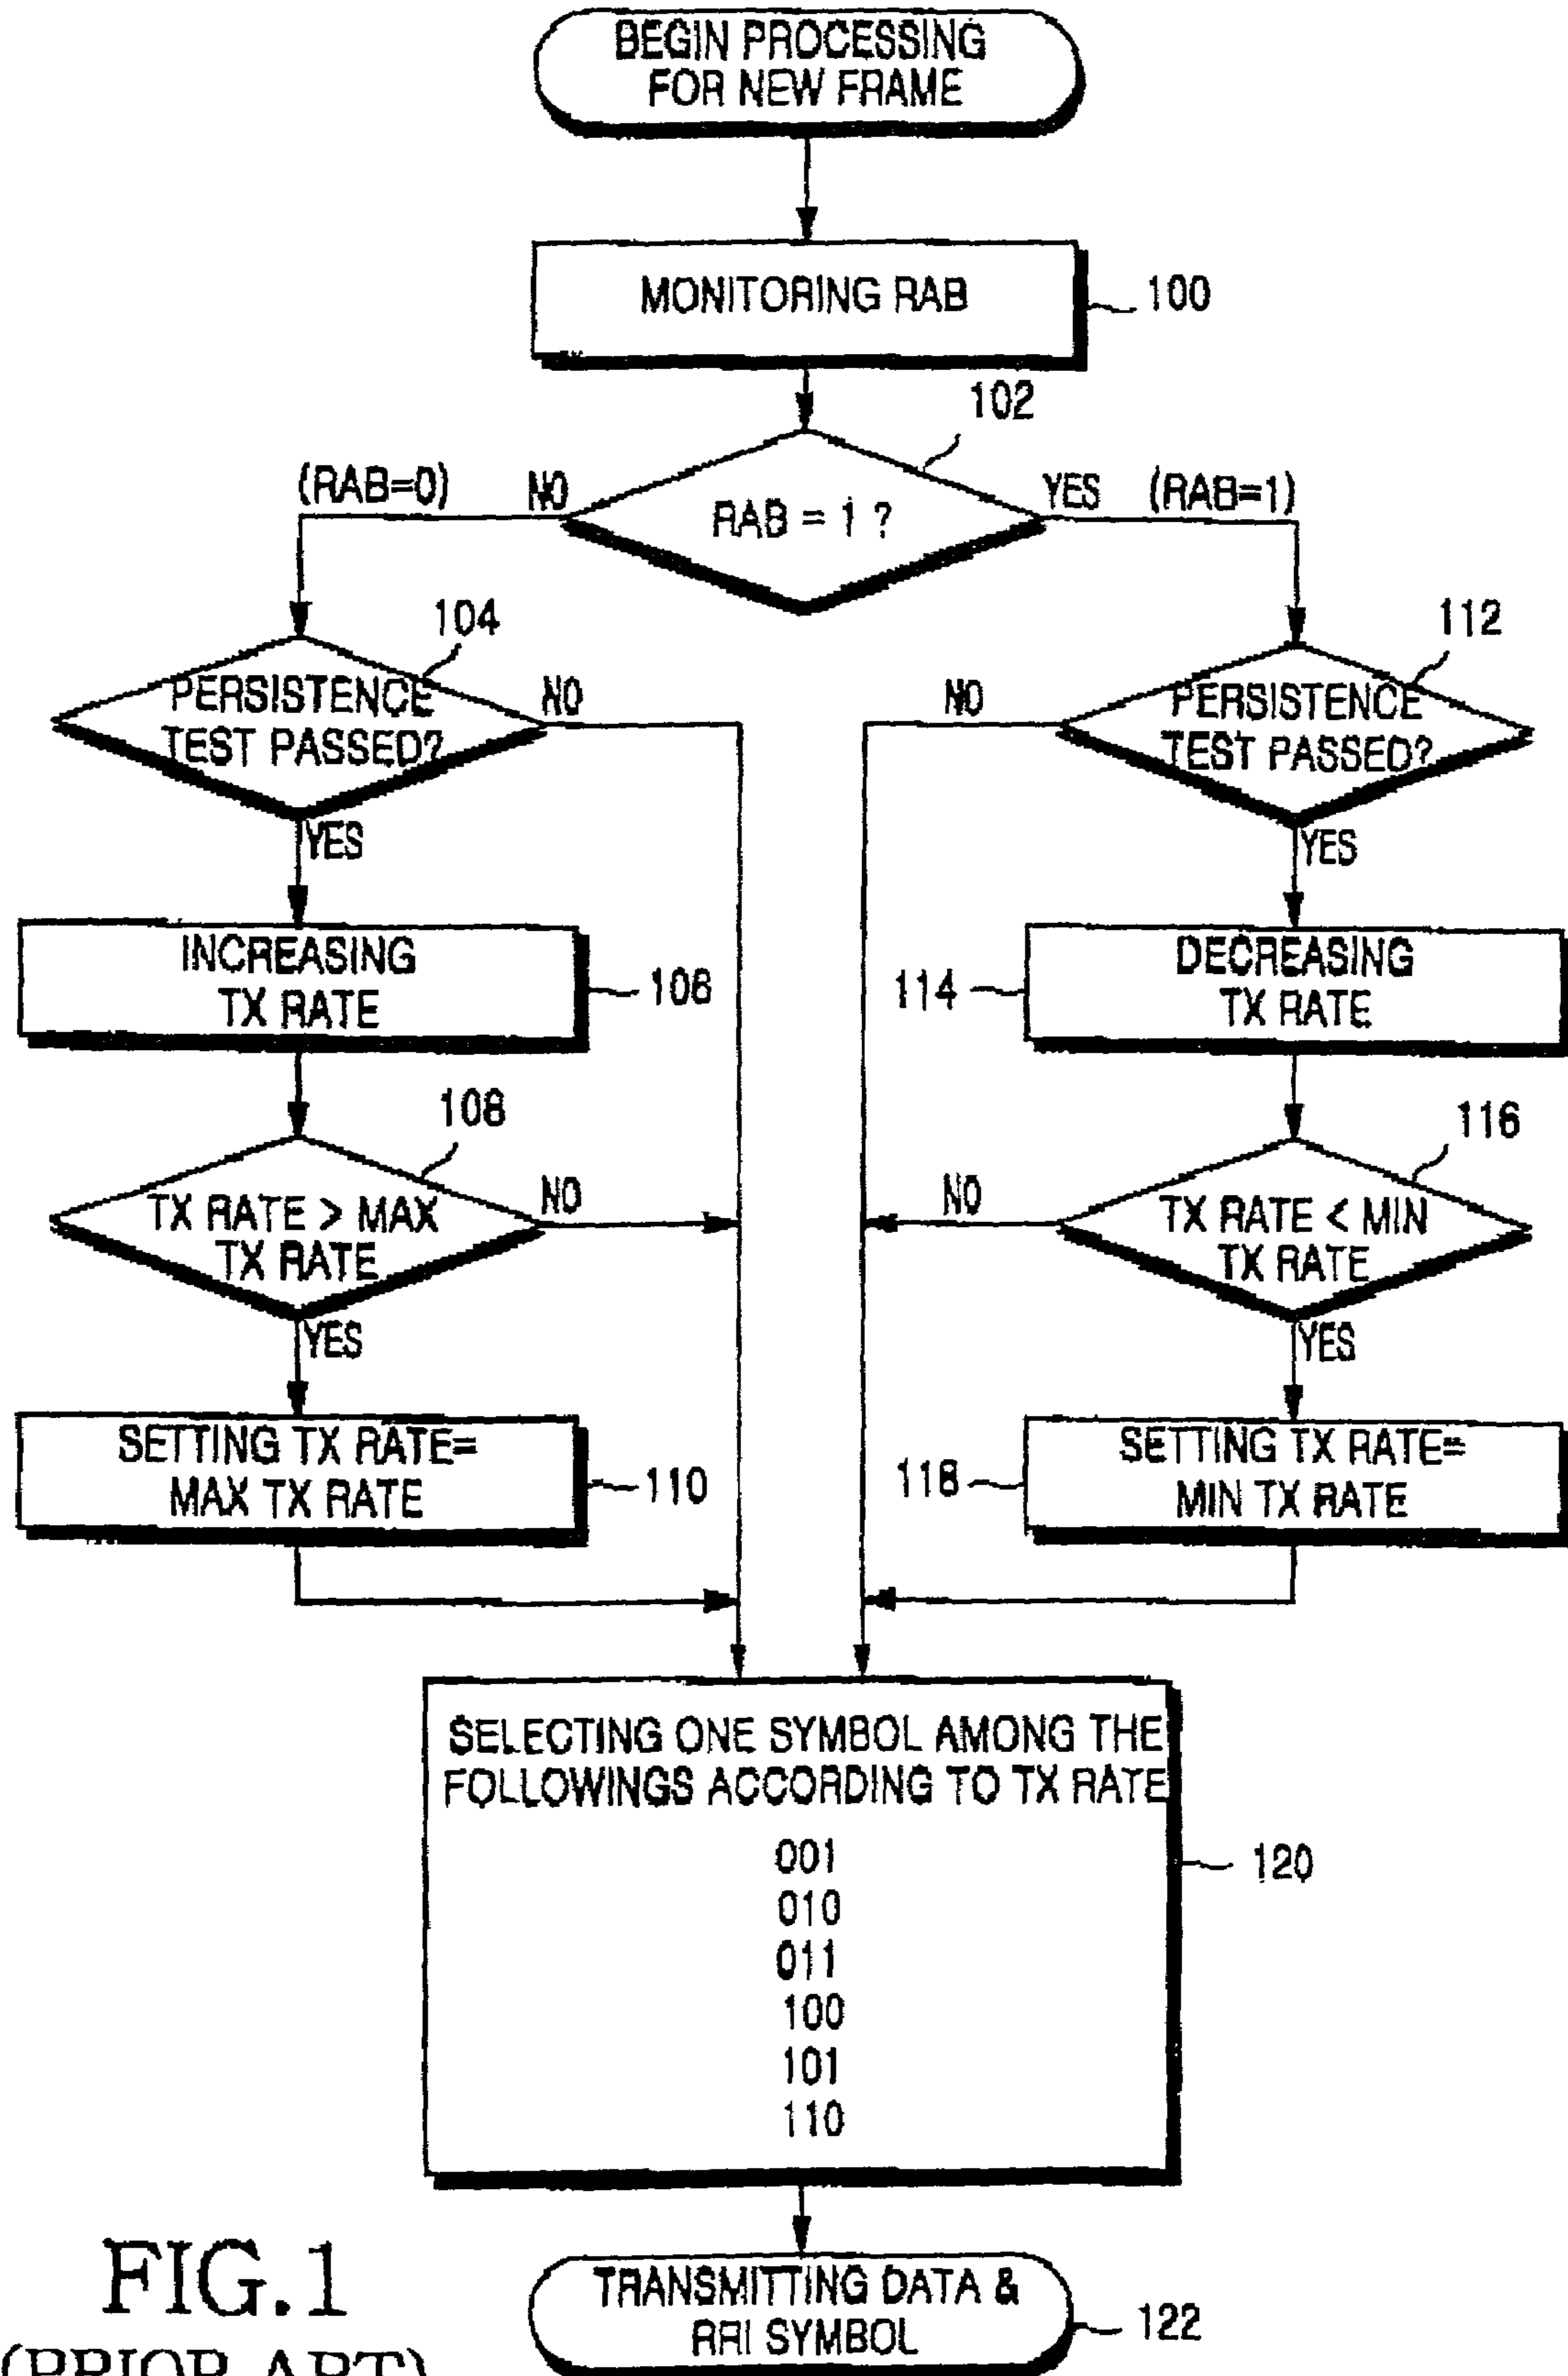 BEGIN PROCESSING
FOR NEW FRAME
MONITORING RAB
100
102
(RAB=0)
NO
RAB = 1 ?
YES
(RAB=1)
104
PERSISTENCE
TEST PASSED?
NO
YES
112
PERSISTENCE
TEST PASSED?
NO
YES
INCREASING
TX RATE
106
DECREASING
TX RATE
114
108
TX RATE > MAX
TX RATE
NO
YES
116
TX RATE < MIN
TX RATE
NO
YES
SETTING TX RATE=
MAX TX RATE
110
SETTING TX RATE=
MIN TX RATE
118
SELECTING ONE SYMBOL AMONG THE
FOLLOWINGS ACCORDING TO TX RATE
001
010
011
100
101
110
120
TRANSMITTING DATA &
RRI SYMBOL
122
FIG.1
(PRIOR ART)